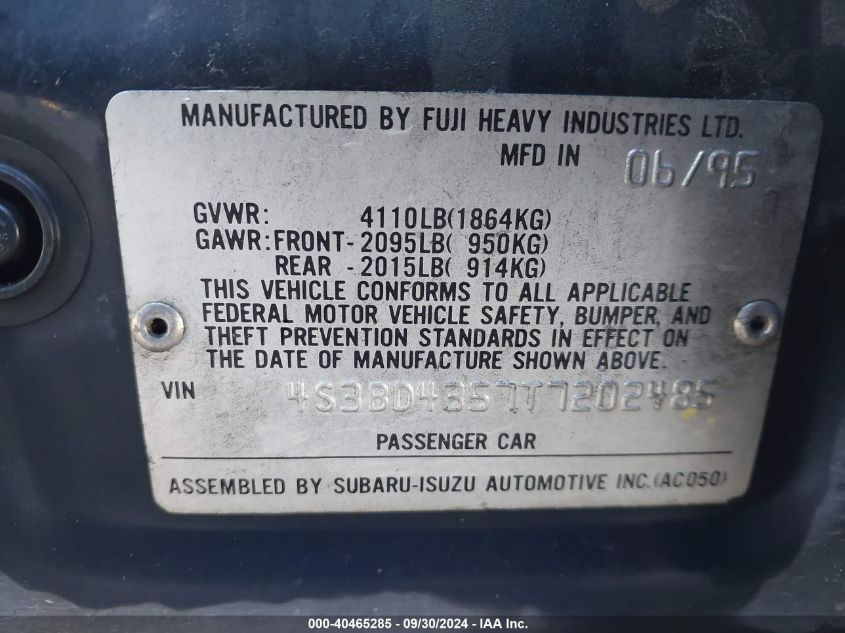 MANUFACTURED BY FUJI HEAVY INDUSTRIES LTD.
MFD IN 06/95
GVWR: 4110LB(1864KG)
GAWR:FRONT-2095LB( 950KG)
REAR -2015LB( 914KG)
THIS VEHICLE CONFORMS TO ALL APPLICABLE
FEDERAL MOTOR VEHICLE SAFETY, BUMPER, AND
THEFT PREVENTION STANDARDS IN EFFECT ON
THE DATE OF MANUFACTURE SHOWN ABOVE.
VIN 4S3BD4357T7202485
PASSENGER CAR
ASSEMBLED BY SUBARU-ISUZU AUTOMOTIVE INC.(AC050)
000-40465285 - 09/30/2024 - IAA Inc.